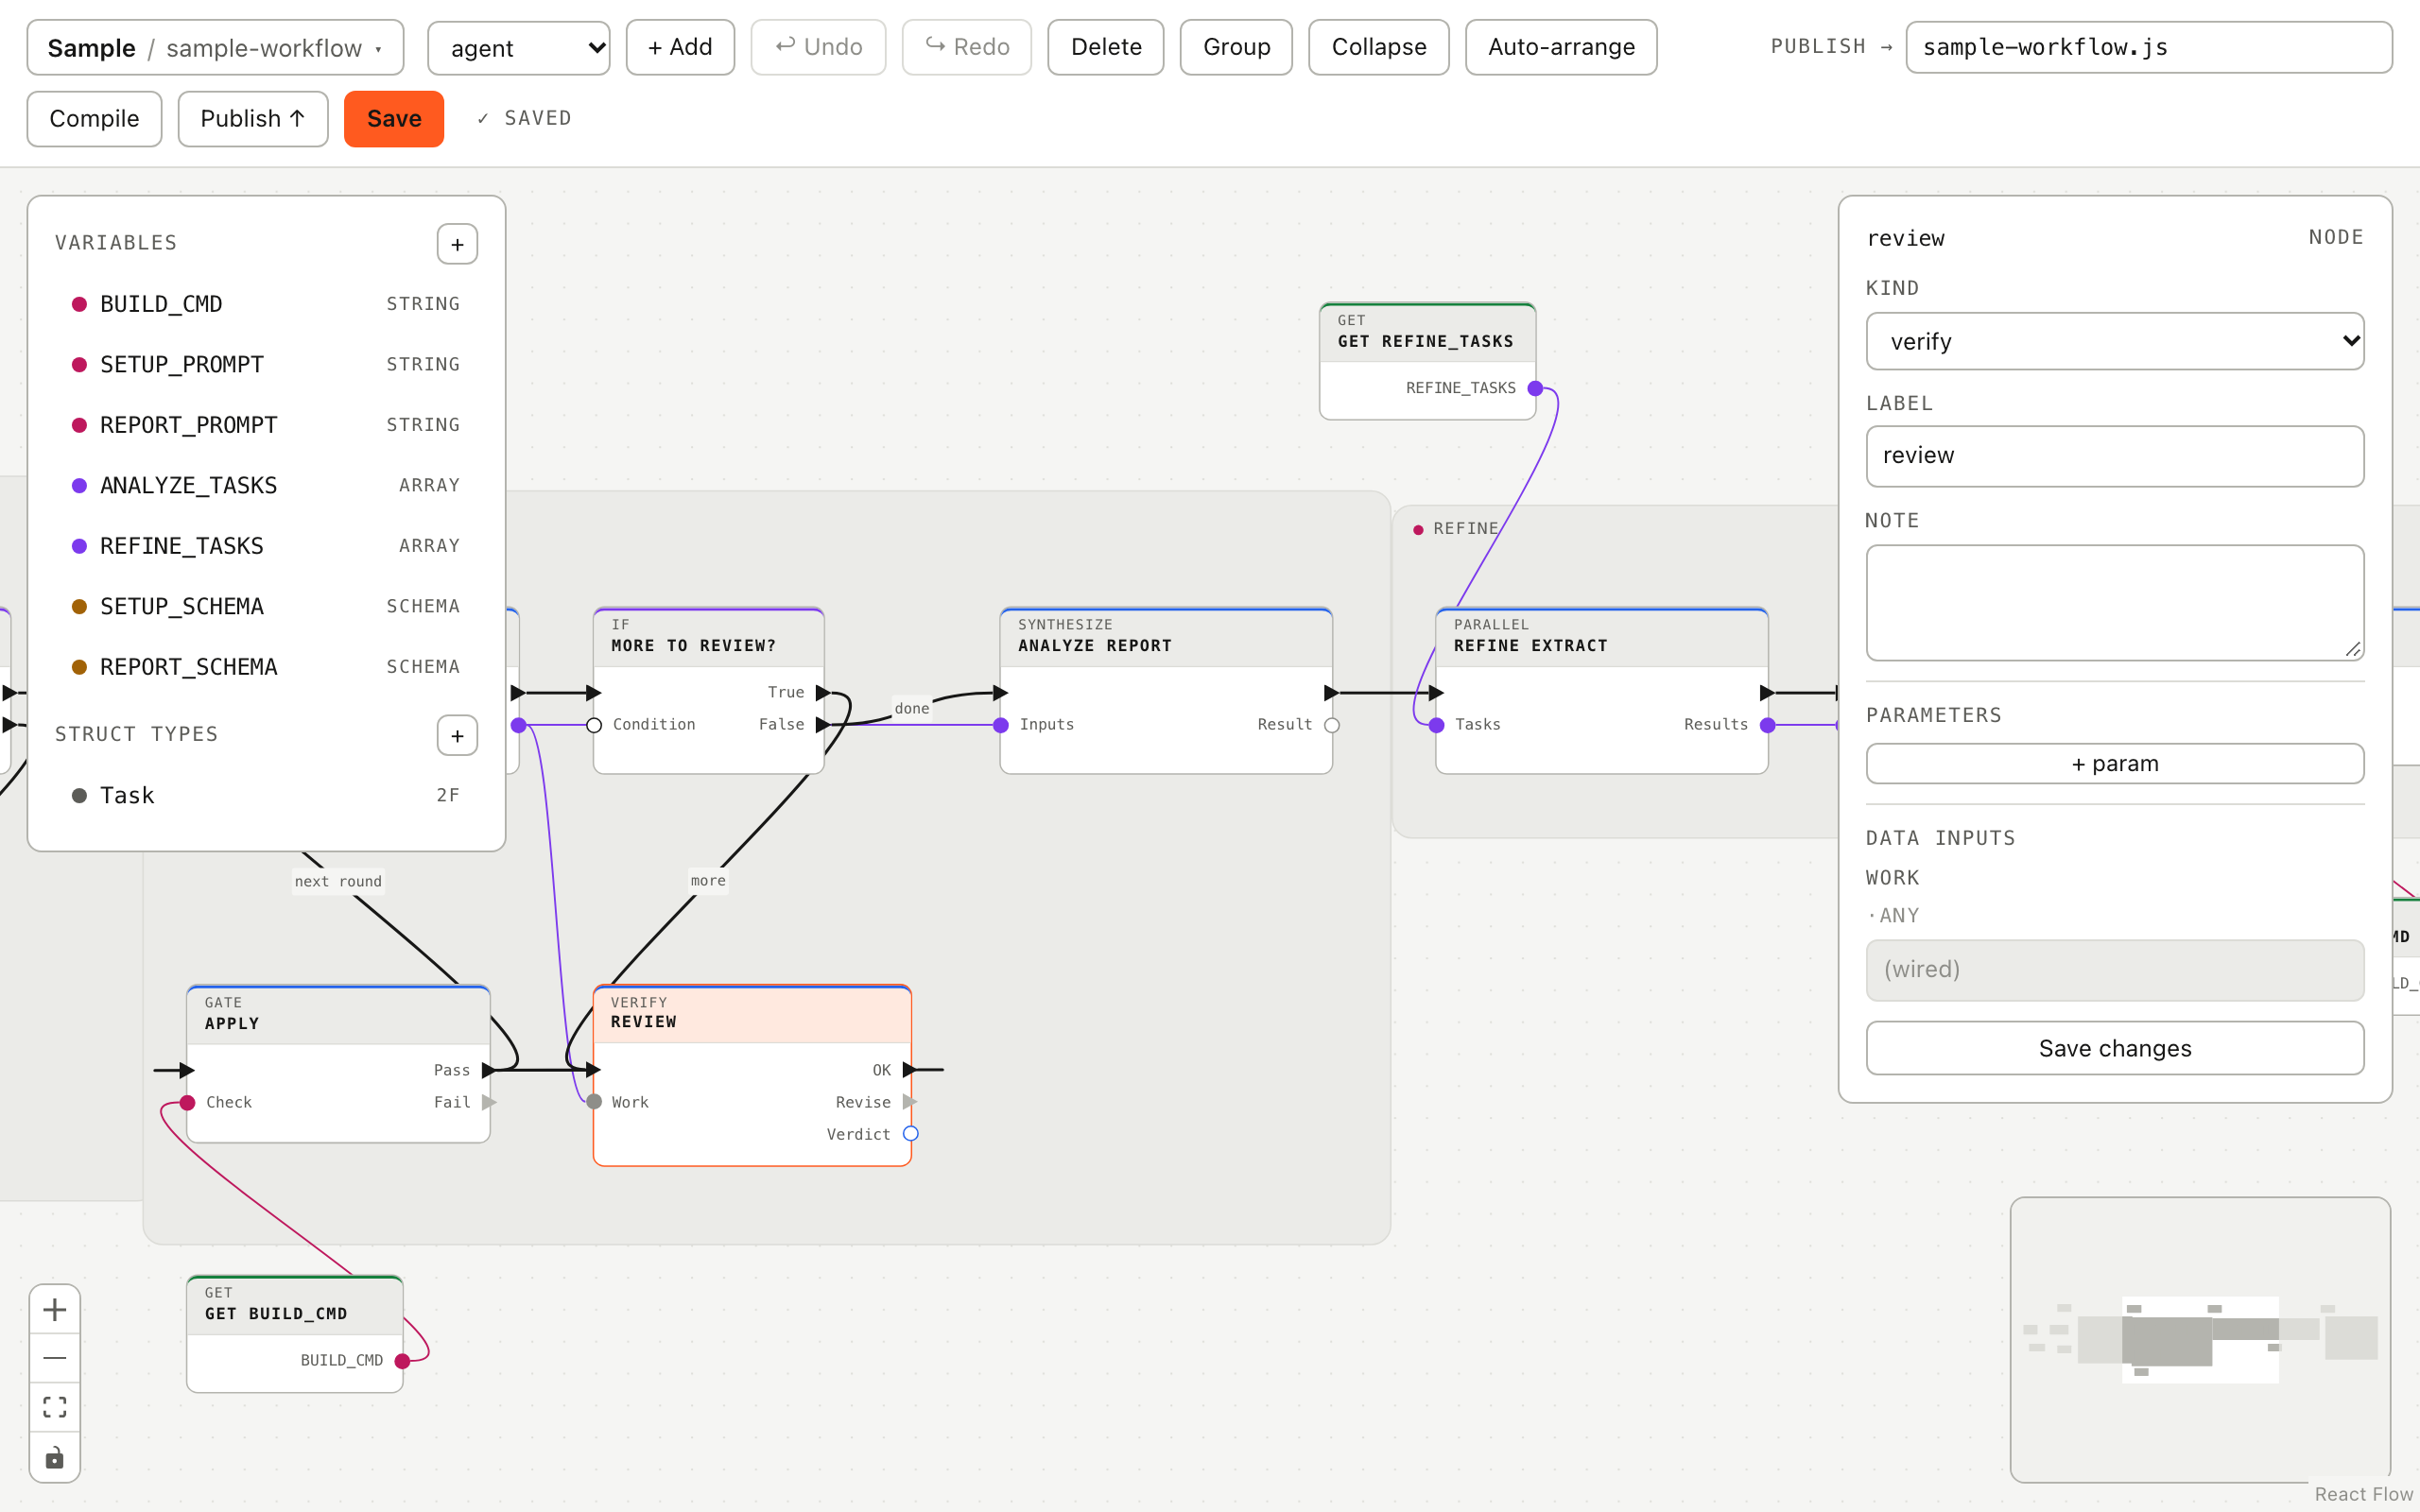 Sample / sample-workflow ▾
agent
+ Add
↩ Undo
↪ Redo
Delete
Group
Collapse
Auto-arrange
PUBLISH →
sample-workflow.js
Compile
Publish ↑
Save
✓ SAVED
VARIABLES
+
BUILD_CMD STRING
SETUP_PROMPT STRING
REPORT_PROMPT STRING
ANALYZE_TASKS ARRAY
REFINE_TASKS ARRAY
SETUP_SCHEMA SCHEMA
REPORT_SCHEMA SCHEMA
STRUCT TYPES
+
Task 2F
GET
GET REFINE_TASKS
REFINE_TASKS
REFINE
IF
MORE TO REVIEW?
True
Condition False
done
SYNTHESIZE
ANALYZE REPORT
Inputs Result
PARALLEL
REFINE EXTRACT
Tasks Results
next round
more
GATE
APPLY
Pass
Check Fail
VERIFY
REVIEW
OK
Work Revise
Verdict
GET
GET BUILD_CMD
BUILD_CMD
review NODE
KIND
verify
LABEL
review
NOTE
PARAMETERS
+ param
DATA INPUTS
WORK
·ANY
(wired)
Save changes
React Flow